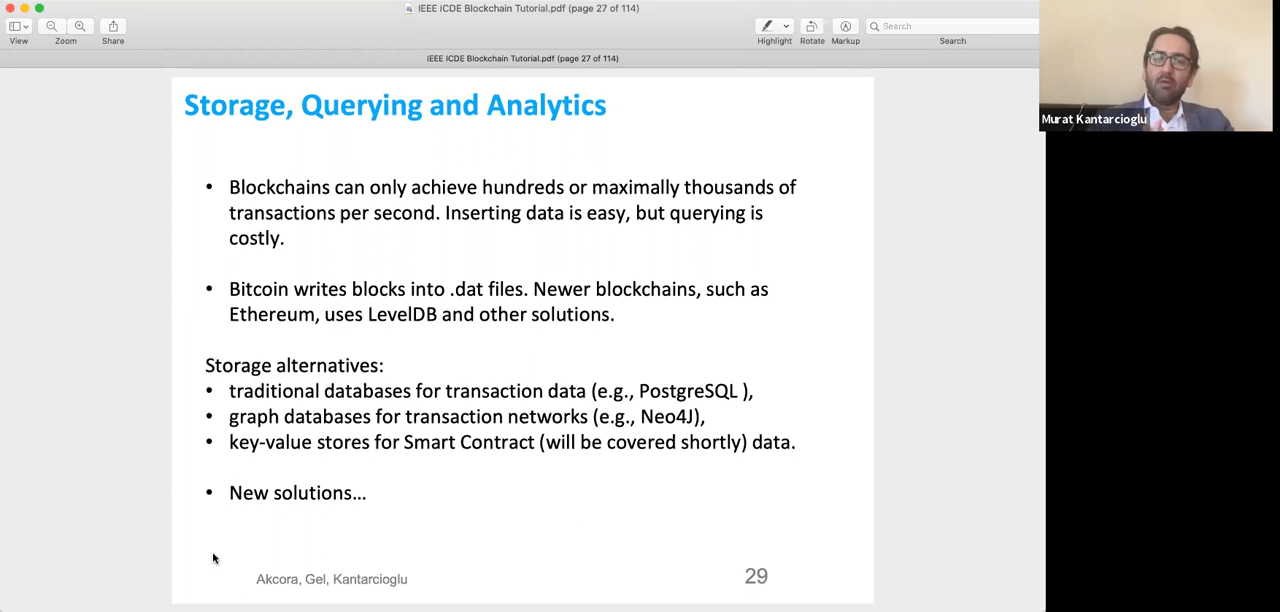 IEEE ICDE Blockchain Tutorial.pdf (page 27 of 114)
View
Zoom
Share
Highlight
Rotate
Markup
Search
Search
IEEE ICDE Blockchain Tutorial.pdf (page 27 of 114)
Murat Kantarcioglu
Storage, Querying and Analytics
• Blockchains can only achieve hundreds or maximally thousands of
transactions per second. Inserting data is easy, but querying is
costly.
• Bitcoin writes blocks into .dat files. Newer blockchains, such as
Ethereum, uses LevelDB and other solutions.
Storage alternatives:
• traditional databases for transaction data (e.g., PostgreSQL ),
• graph databases for transaction networks (e.g., Neo4J),
• key-value stores for Smart Contract (will be covered shortly) data.
• New solutions…
Akcora, Gel, Kantarcioglu
29